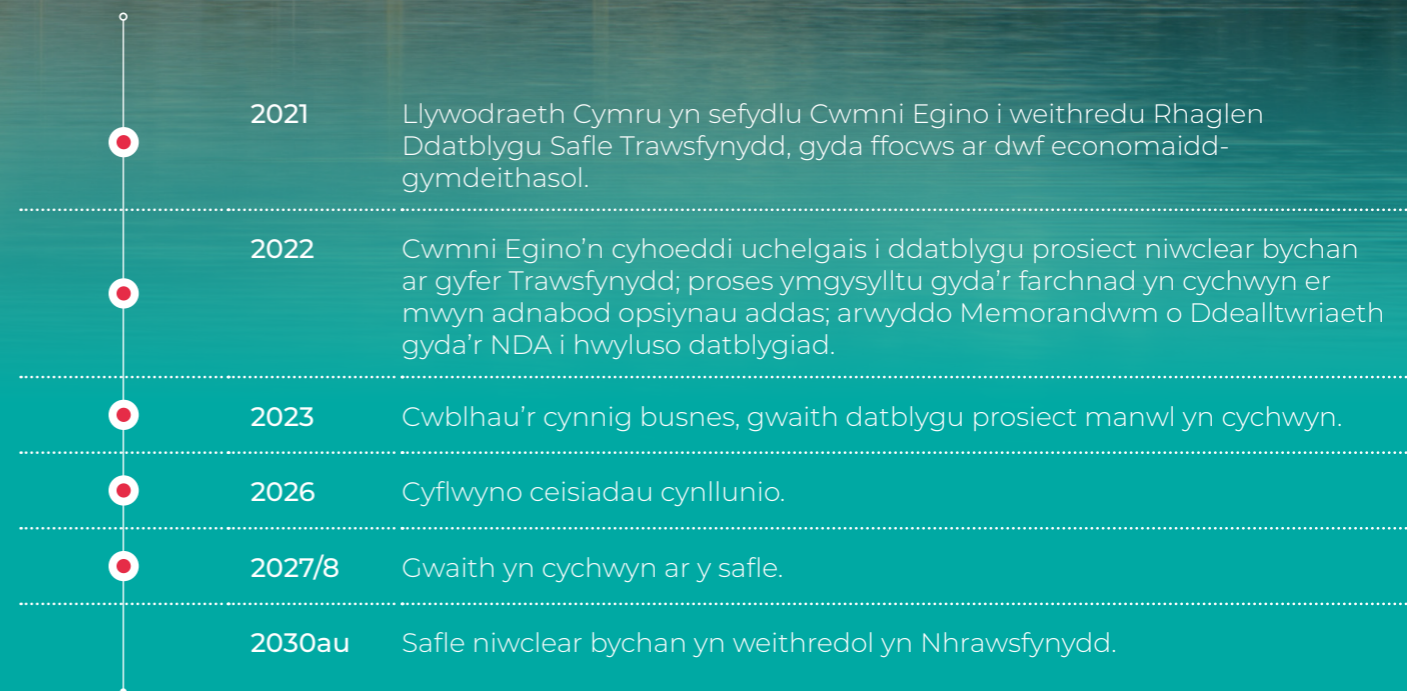 2021 Llywodraeth Cymru yn sefydlu Cwmni Egino i weithredu Rhaglen
Ddatblygu Safle Trawsfynydd, gyda ffocws ar dwf economaidd-
gymdeithasol.
2022 Cwmni Egino’n cyhoeddi uchelgais i ddatblygu prosiect niwclear bychan
ar gyfer Trawsfynydd; proses ymgysylltu gyda’r farchnad yn cychwyn er
mwyn adnabod opsiynau addas; arwyddo Memorandwm o Ddealltwriaeth
gyda’r NDA i hwyluso datblygiad.
2023 Cwblhau’r cynnig busnes, gwaith datblygu prosiect manwl yn cychwyn.
2026 Cyflwyno ceisiadau cynllunio.
2027/8 Gwaith yn cychwyn ar y safle.
2030au Safle niwclear bychan yn weithredol yn Nhrawsfynydd.